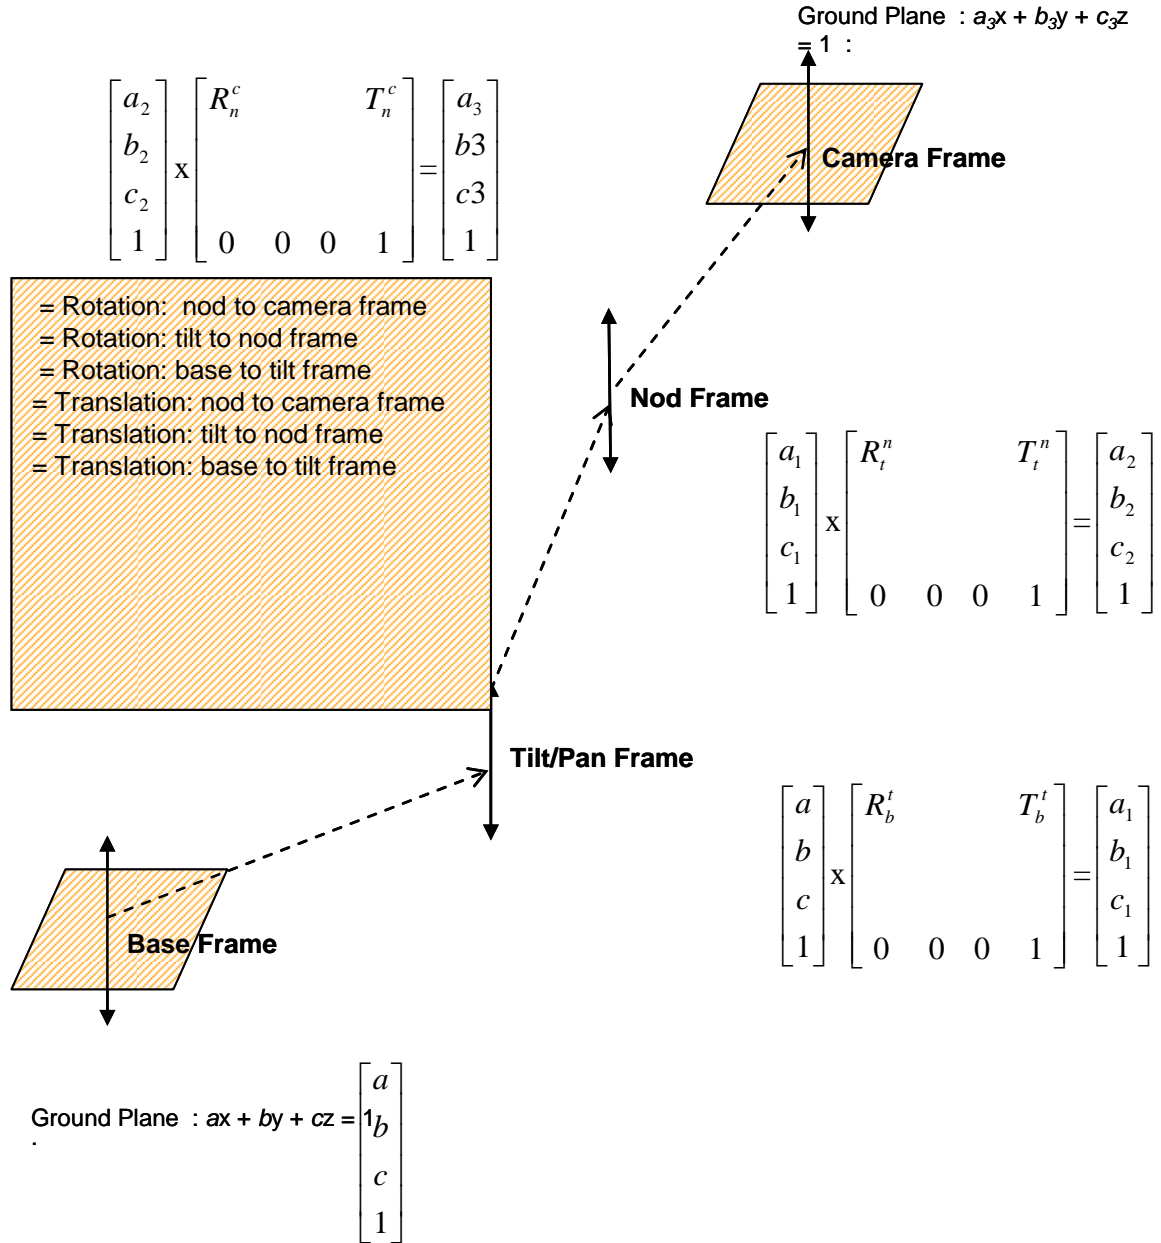 Ground Plane : a₃x + b₃y + c₃z
= 1 :
[a₂ b₂ c₂ 1] x [R_n^c T_n^c 0 0 0 1] = [a₃ b3 c3 1]
Camera Frame
= Rotation: nod to camera frame
= Rotation: tilt to nod frame
= Rotation: base to tilt frame
= Translation: nod to camera frame
= Translation: tilt to nod frame
= Translation: base to tilt frame
Nod Frame
[a₁ b₁ c₁ 1] x [R_t^n T_t^n 0 0 0 1] = [a₂ b₂ c₂ 1]
Tilt/Pan Frame
[a b c 1] x [R_b^t T_b^t 0 0 0 1] = [a₁ b₁ c₁ 1]
Base Frame
Ground Plane : ax + by + cz = 1
:
[a b c 1]